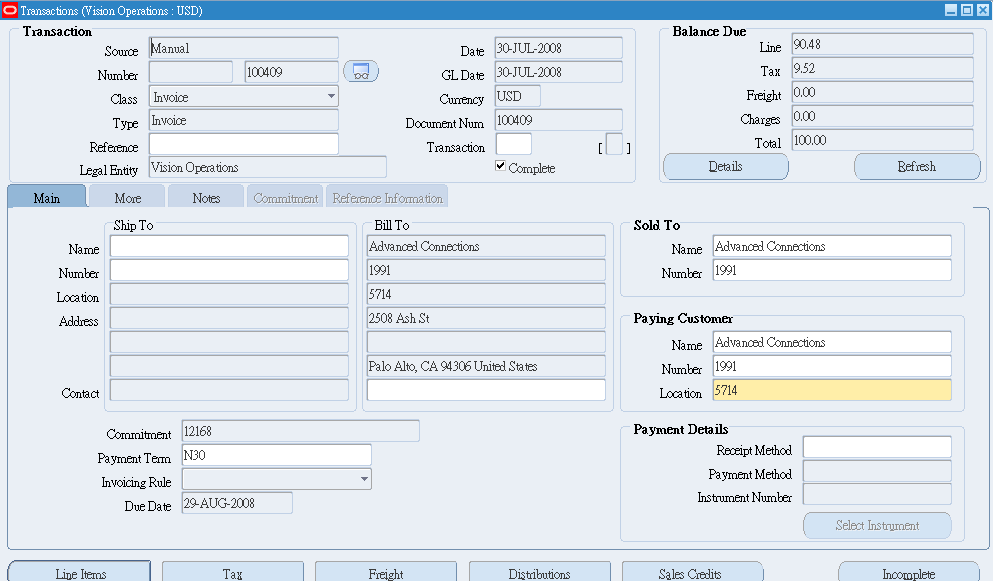 Transactions (Vision Operations : USD)
Transaction
Source Manual
Number 100409
Class Invoice
Type Invoice
Reference
Legal Entity Vision Operations
Date 30-JUL-2008
GL Date 30-JUL-2008
Currency USD
Document Num 100409
Transaction [ ]
Complete
Balance Due
Line 90.48
Tax 9.52
Freight 0.00
Charges 0.00
Total 100.00
Details Refresh
Main More Notes Commitment Reference Information
Ship To
Name
Number
Location
Address
Contact
Bill To
Advanced Connections
1991
5714
2508 Ash St
Palo Alto, CA 94306 United States
Sold To
Name Advanced Connections
Number 1991
Paying Customer
Name Advanced Connections
Number 1991
Location 5714
Commitment 12168
Payment Term N30
Invoicing Rule
Due Date 29-AUG-2008
Payment Details
Receipt Method
Payment Method
Instrument Number
Select Instrument
Line Items Tax Freight Distributions Sales Credits Incomplete